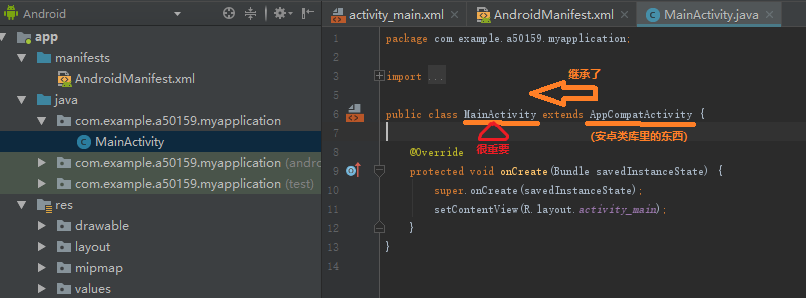 Android
app
manifests
AndroidManifest.xml
java
com.example.a50159.myapplication
MainActivity
com.example.a50159.myapplication (andro
com.example.a50159.myapplication (test)
res
drawable
layout
mipmap
values
activity_main.xml
AndroidManifest.xml
MainActivity.java
1 package com.example.a50159.myapplication;
2
3 import ...
5
继承了
6 public class MainActivity extends AppCompatActivity {
7
很重要
(安卓类库里的东西)
8 @Override
9 protected void onCreate(Bundle savedInstanceState) {
10 super.onCreate(savedInstanceState);
11 setContentView(R.layout.activity_main);
12 }
13 }
14